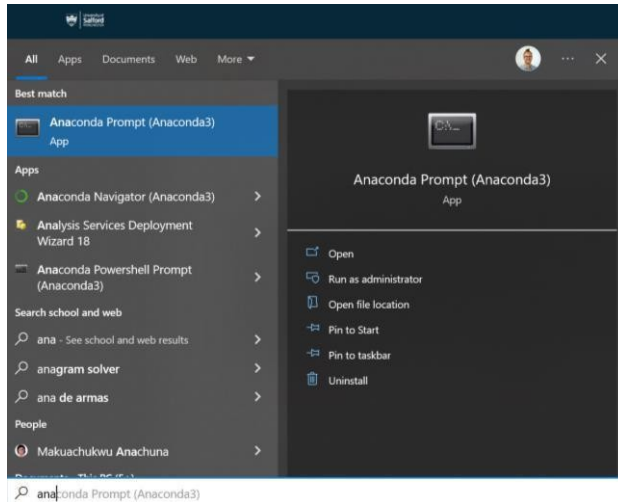 University of
Salford
All Apps Documents Web More
Best match
Anaconda Prompt (Anaconda3)
App
Apps
Anaconda Navigator (Anaconda3)
Analysis Services Deployment
Wizard 18
Anaconda Powershell Prompt
(Anaconda3)
Search school and web
ana - See school and web results
anagram solver
ana de armas
People
Makuachukwu Anachuna
Anaconda Prompt (Anaconda3)
App
Open
Run as administrator
Open file location
Pin to Start
Pin to taskbar
Uninstall
anaconda Prompt (Anaconda3)